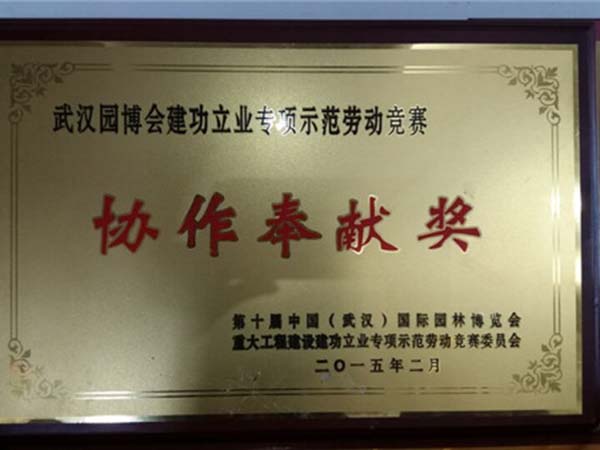 武汉园博会建功立业专项示范劳动竞赛
协作奉献奖
第十届中国（武汉）国际园林博览会
重大工程建设建功立业专项示范劳动竞赛委员会
二〇一五年二月